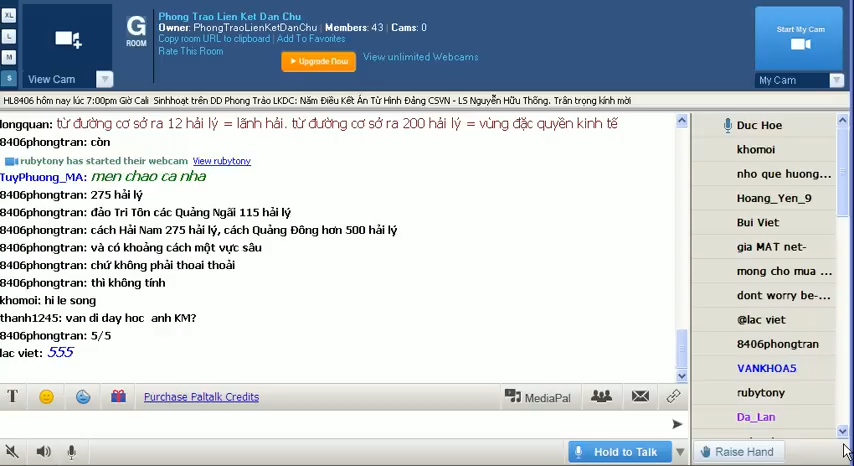 XL
L
M
S
View Cam
G
ROOM
Phong Trao Lien Ket Dan Chu
Owner: PhongTraoLienKetDanChu | Members: 43 | Cams: 0
Copy room URL to clipboard | Add To Favorites
Rate This Room
Upgrade Now
View unlimited Webcams
Start My Cam
My Cam
HL8406 hôm nay lúc 7:00pm Giờ Cali Sinhhoạt trên DD Phong Trào LKDC: Năm Điều Kết Án Tử Hình Đảng CSVN - LS Nguyễn Hữu Thống. Trân trọng kính mời
longquan: từ đường cơ sở ra 12 hải lý = lãnh hải. từ đường cơ sở ra 200 hải lý = vùng đặc quyền kinh tế
8406phongtran: còn
rubytony has started their webcam View rubytony
TuyPhuong_MA: men chao ca nha
8406phongtran: 275 hải lý
8406phongtran: đảo Tri Tôn các Quảng Ngãi 115 hải lý
8406phongtran: cách Hải Nam 275 hải lý, cách Quảng Đông hơn 500 hải lý
8406phongtran: và có khoảng cách một vực sâu
8406phongtran: chứ không phải thoai thoải
8406phongtran: thì không tính
khomoi: hi le song
thanh1245: van di day hoc anh KM?
8406phongtran: 5/5
lac viet: 555
Duc Hoe
khomoi
nho que huong...
Hoang_Yen_9
Bui Viet
gia MAT net-
mong cho mua ...
dont worry be-...
@lac viet
8406phongtran
VANKHOA5
rubytony
Da_Lan
T
Purchase Paltalk Credits
MediaPal
Hold to Talk
Raise Hand